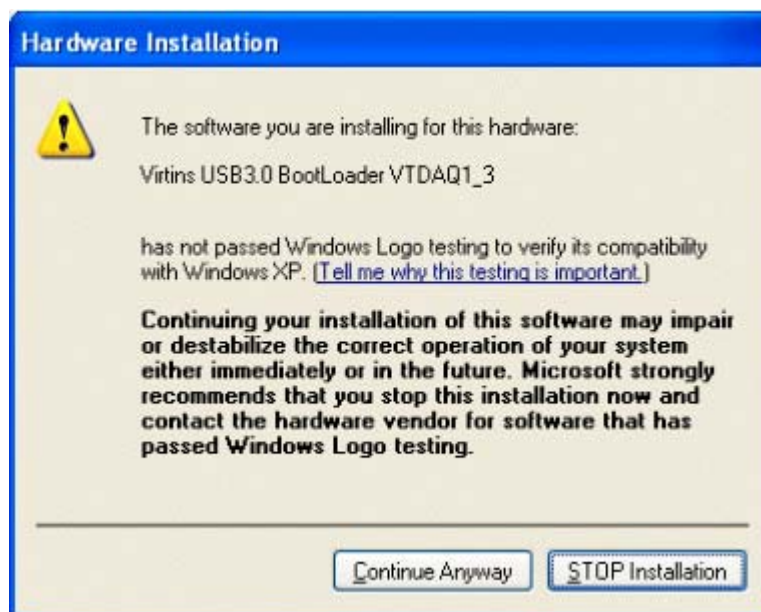 Hardware Installation
The software you are installing for this hardware:
Virtins USB3.0 BootLoader VTDAQ1_3
has not passed Windows Logo testing to verify its compatibility
with Windows XP. (Tell me why this testing is important.)
Continuing your installation of this software may impair
or destabilize the correct operation of your system
either immediately or in the future. Microsoft strongly
recommends that you stop this installation now and
contact the hardware vendor for software that has
passed Windows Logo testing.
Continue Anyway
STOP Installation